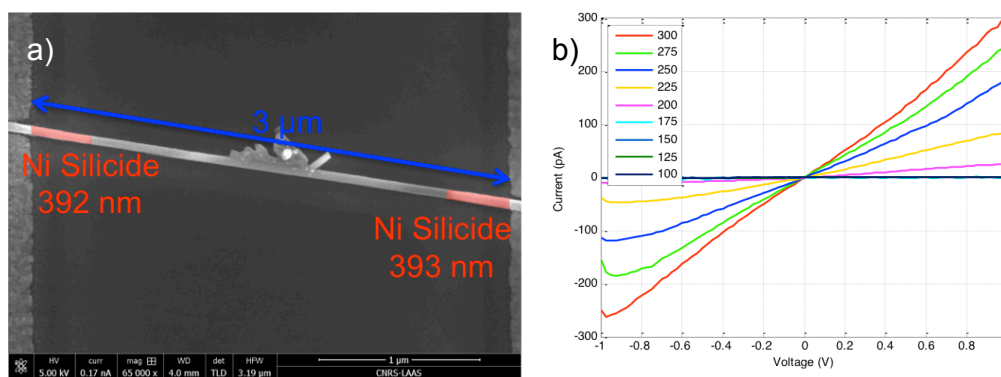 a)
3 μm
Ni Silicide
392 nm
Ni Silicide
393 nm
HV curr mag WD det HFW
5.00 kV 0.17 nA 65 000 x 4.0 mm TLD 3.19 μm
1 μm
CNRS-LAAS
b)
Current (pA)
300
200
100
0
-100
-200
-300
300
275
250
225
200
175
150
125
100
-1 -0.8 -0.6 -0.4 -0.2 0 0.2 0.4 0.6 0.8
Voltage (V)